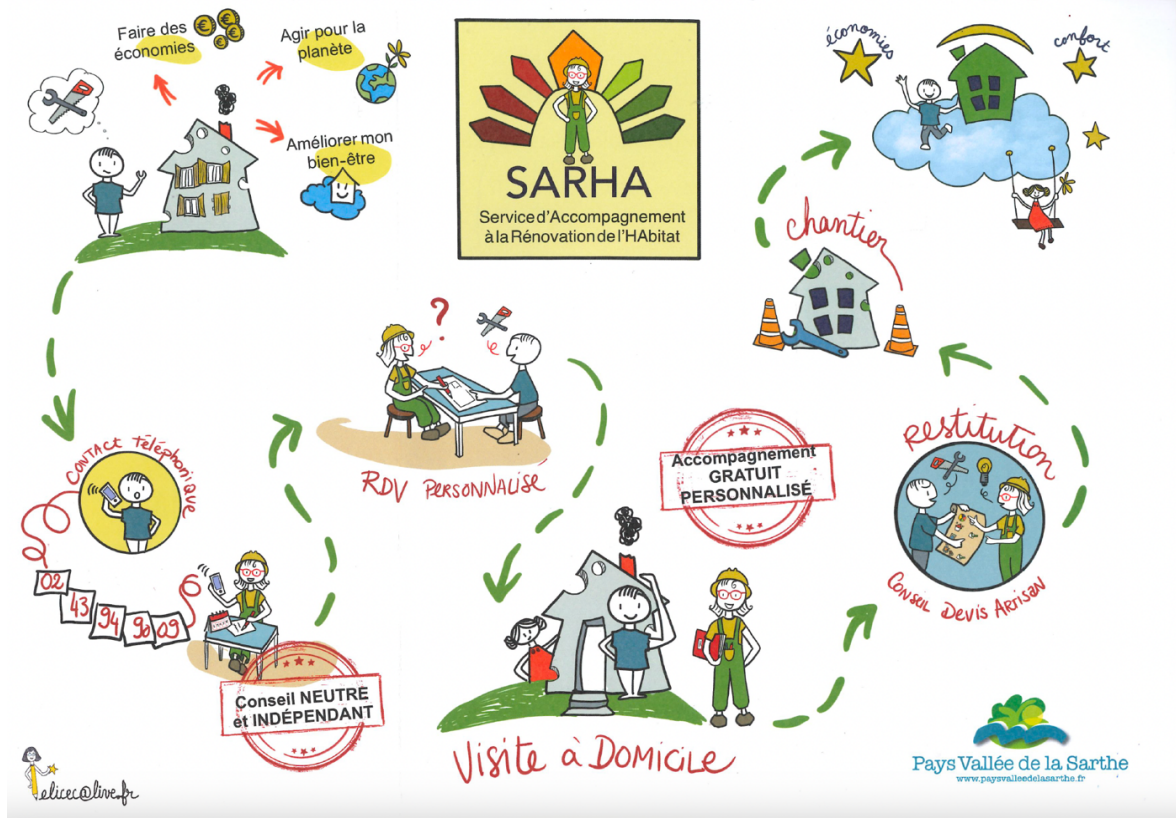 Faire des
économies
Agir pour la
planète
Améliorer mon
bien-être
SARHA
Service d'Accompagnement
à la Rénovation de l'HAbitat
économies
confort
chantier
CONTACT téléphonique
02
43
94
90
09
Conseil NEUTRE
et INDÉPENDANT
?
RDV PERSONNALISÉ
Accompagnement
GRATUIT
PERSONNALISÉ
Visite à DOMICILE
REStitution
Conseil Devis Artisan
Pays Vallée de la Sarthe
www.paysvalleedelasarthe.fr
elicec@live.fr